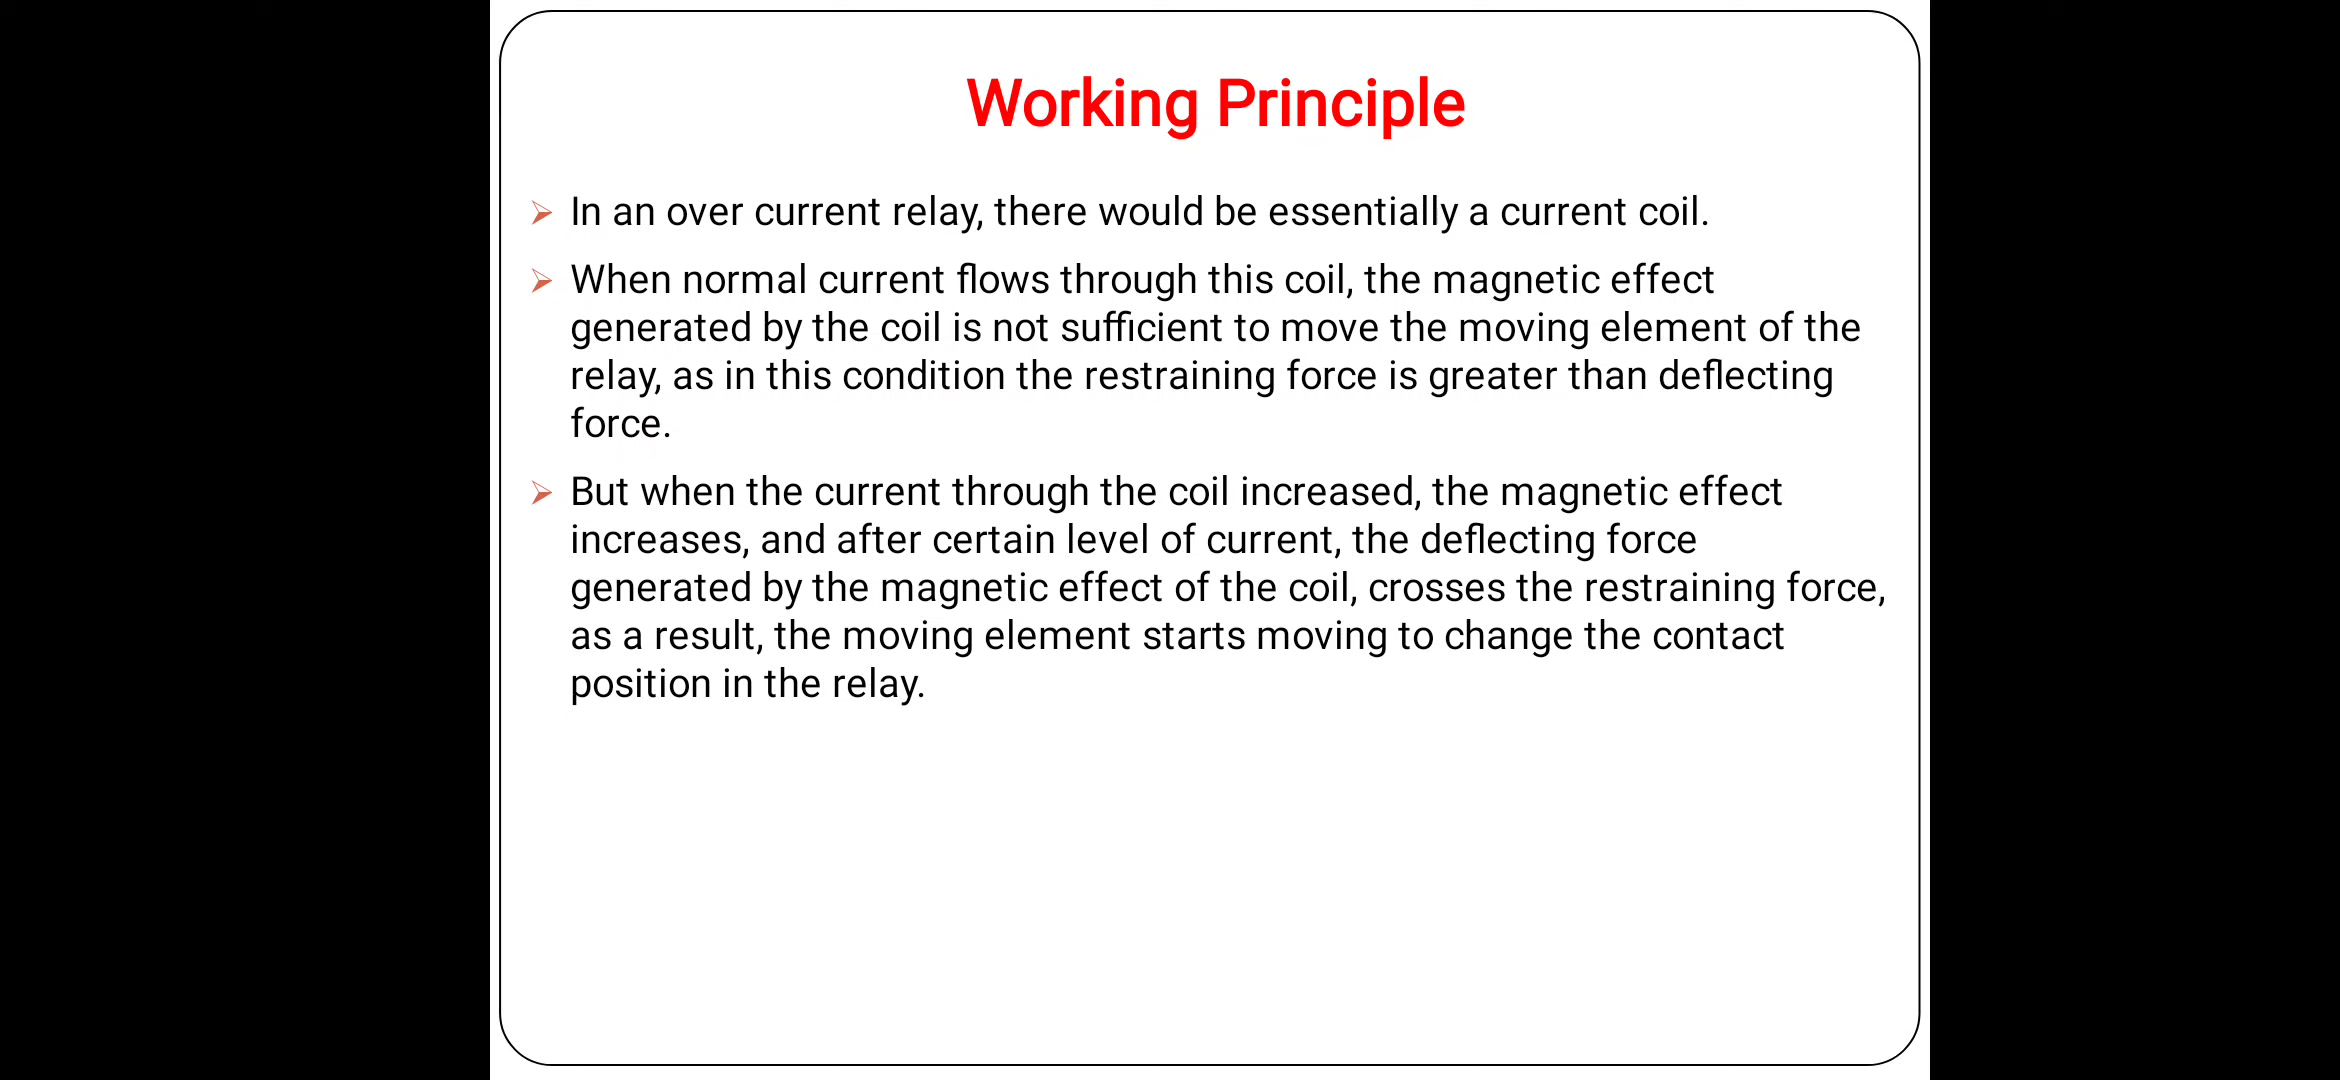 Working Principle
In an over current relay, there would be essentially a current coil.
When normal current flows through this coil, the magnetic effect
generated by the coil is not sufficient to move the moving element of the
relay, as in this condition the restraining force is greater than deflecting
force.
But when the current through the coil increased, the magnetic effect
increases, and after certain level of current, the deflecting force
generated by the magnetic effect of the coil, crosses the restraining force,
as a result, the moving element starts moving to change the contact
position in the relay.